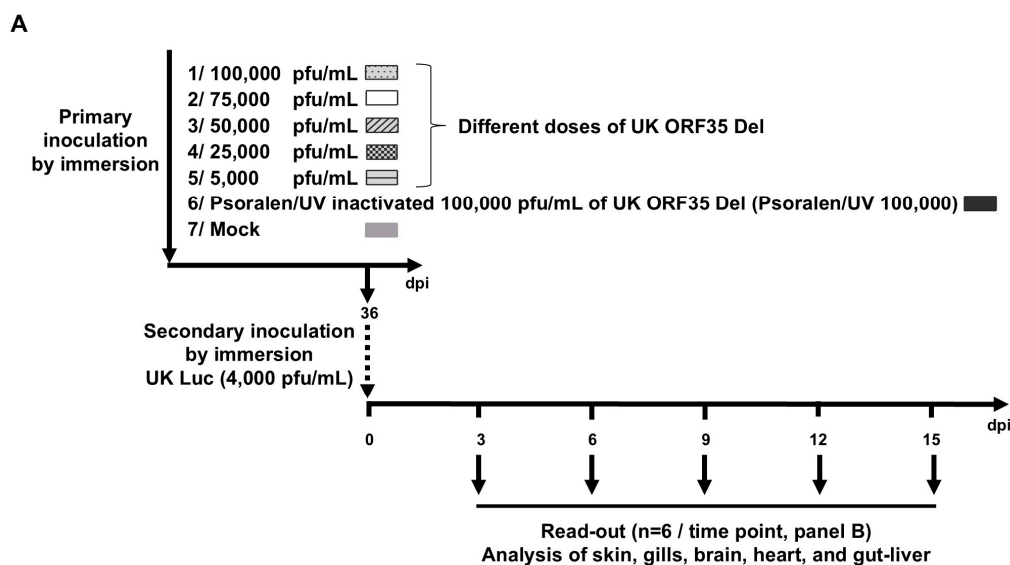 A
Primary
inoculation
by immersion
1/ 100,000 pfu/mL
2/ 75,000 pfu/mL
3/ 50,000 pfu/mL
4/ 25,000 pfu/mL
5/ 5,000 pfu/mL
Different doses of UK ORF35 Del
6/ Psoralen/UV inactivated 100,000 pfu/mL of UK ORF35 Del (Psoralen/UV 100,000)
7/ Mock
dpi
36
Secondary inoculation
by immersion
UK Luc (4,000 pfu/mL)
dpi
0 3 6 9 12 15
Read-out (n=6 / time point, panel B)
Analysis of skin, gills, brain, heart, and gut-liver